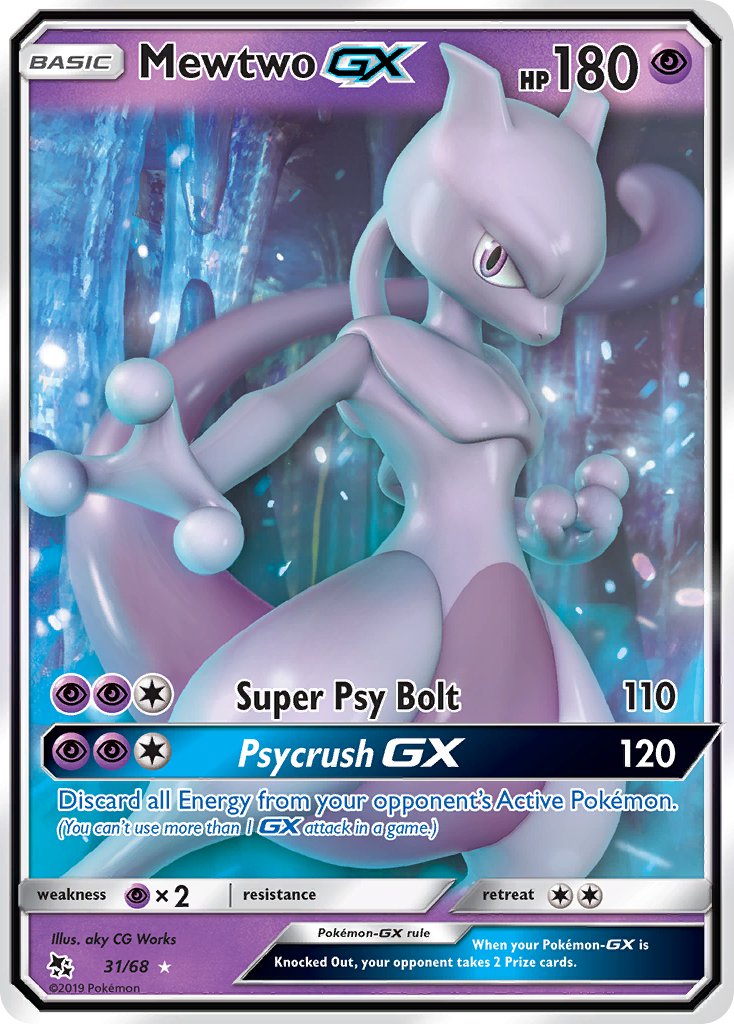 BASIC Mewtwo GX HP 180
Super Psy Bolt 110
Psycrush GX 120
Discard all Energy from your opponent's Active Pokémon.
(You can't use more than 1 GX attack in a game.)
weakness ×2 resistance retreat
Illus. aky CG Works
31/68
©2019 Pokémon
Pokémon-GX rule
When your Pokémon-GX is
Knocked Out, your opponent takes 2 Prize cards.